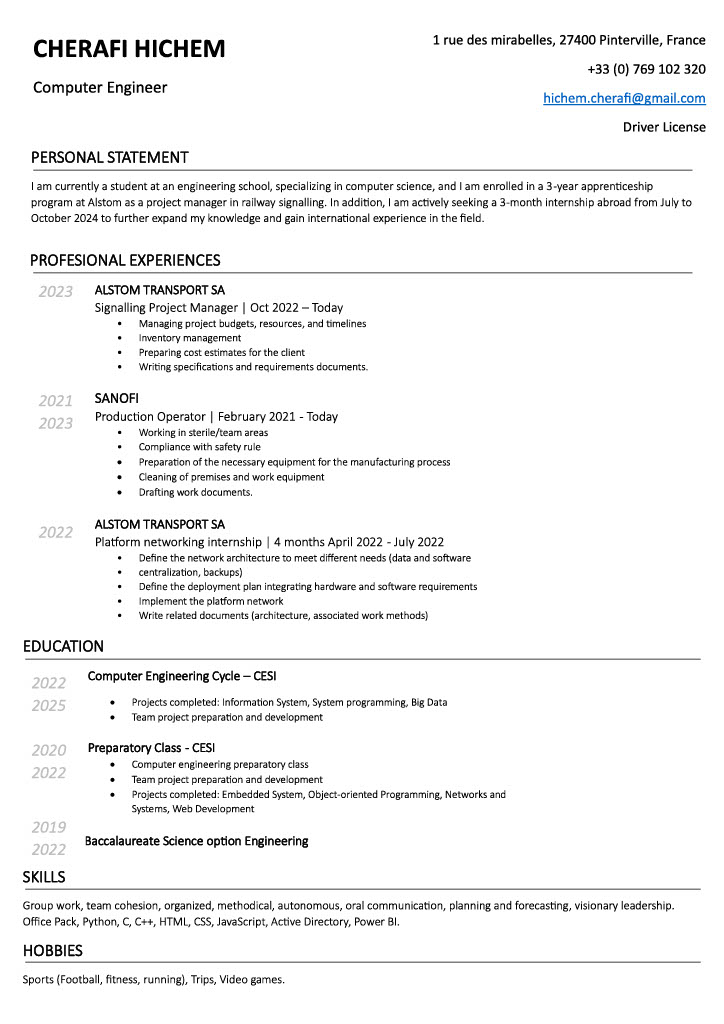 CHERAFI HICHEM
Computer Engineer
1 rue des mirabelles, 27400 Pinterville, France
+33 (0) 769 102 320
hichem.cherafi@gmail.com
Driver License
PERSONAL STATEMENT
I am currently a student at an engineering school, specializing in computer science, and I am enrolled in a 3-year apprenticeship
program at Alstom as a project manager in railway signalling. In addition, I am actively seeking a 3-month internship abroad from July to
October 2024 to further expand my knowledge and gain international experience in the field.
PROFESIONAL EXPERIENCES
2023
ALSTOM TRANSPORT SA
Signalling Project Manager | Oct 2022 – Today
• Managing project budgets, resources, and timelines
• Inventory management
• Preparing cost estimates for the client
• Writing specifications and requirements documents.
2021
2023
SANOFI
Production Operator | February 2021 - Today
• Working in sterile/team areas
• Compliance with safety rule
• Preparation of the necessary equipment for the manufacturing process
• Cleaning of premises and work equipment
• Drafting work documents.
2022
ALSTOM TRANSPORT SA
Platform networking internship | 4 months April 2022 - July 2022
• Define the network architecture to meet different needs (data and software
• centralization, backups)
• Define the deployment plan integrating hardware and software requirements
• Implement the platform network
• Write related documents (architecture, associated work methods)
EDUCATION
2022
2025
Computer Engineering Cycle – CESI
• Projects completed: Information System, System programming, Big Data
• Team project preparation and development
2020
2022
Preparatory Class - CESI
• Computer engineering preparatory class
• Team project preparation and development
• Projects completed: Embedded System, Object-oriented Programming, Networks and
Systems, Web Development
2019
2022
Baccalaureate Science option Engineering
SKILLS
Group work, team cohesion, organized, methodical, autonomous, oral communication, planning and forecasting, visionary leadership.
Office Pack, Python, C, C++, HTML, CSS, JavaScript, Active Directory, Power BI.
HOBBIES
Sports (Football, fitness, running), Trips, Video games.